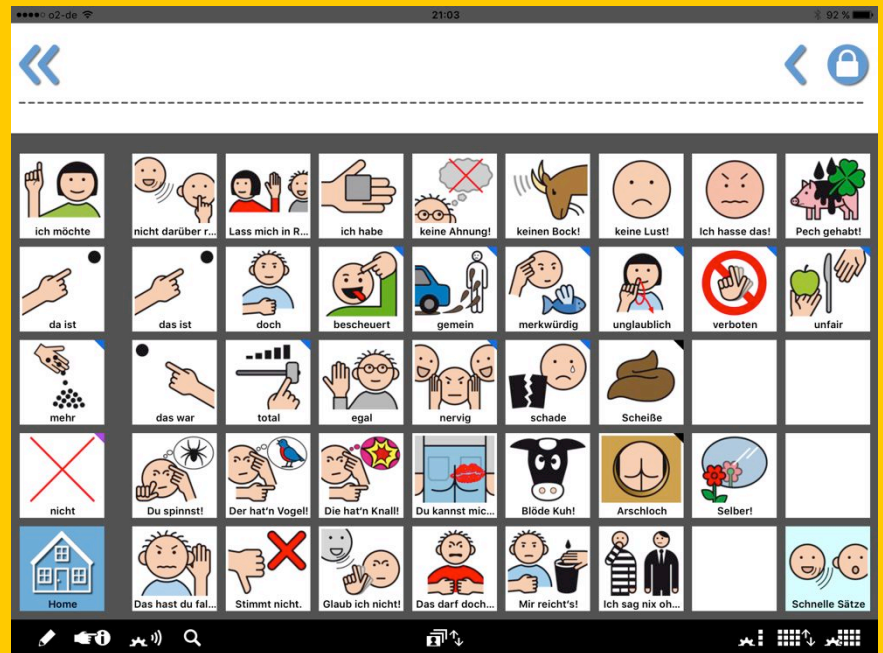 o2-de 21:03 92 %
ich möchte
nicht darüber r...
Lass mich in R...
ich habe
keine Ahnung!
keinen Bock!
keine Lust!
Ich hasse das!
Pech gehabt!
da ist
das ist
doch
bescheuert
gemein
merkwürdig
unglaublich
verboten
unfair
mehr
das war
total
egal
nervig
schade
Scheiße
nicht
Du spinnst!
Der hat'n Vogel!
Die hat'n Knall!
Du kannst mic...
Blöde Kuh!
Arschloch
Selber!
Home
Das hast du fal...
Stimmt nicht.
Glaub ich nicht!
Das darf doch...
Mir reicht's!
Ich sag nix oh...
Schnelle Sätze